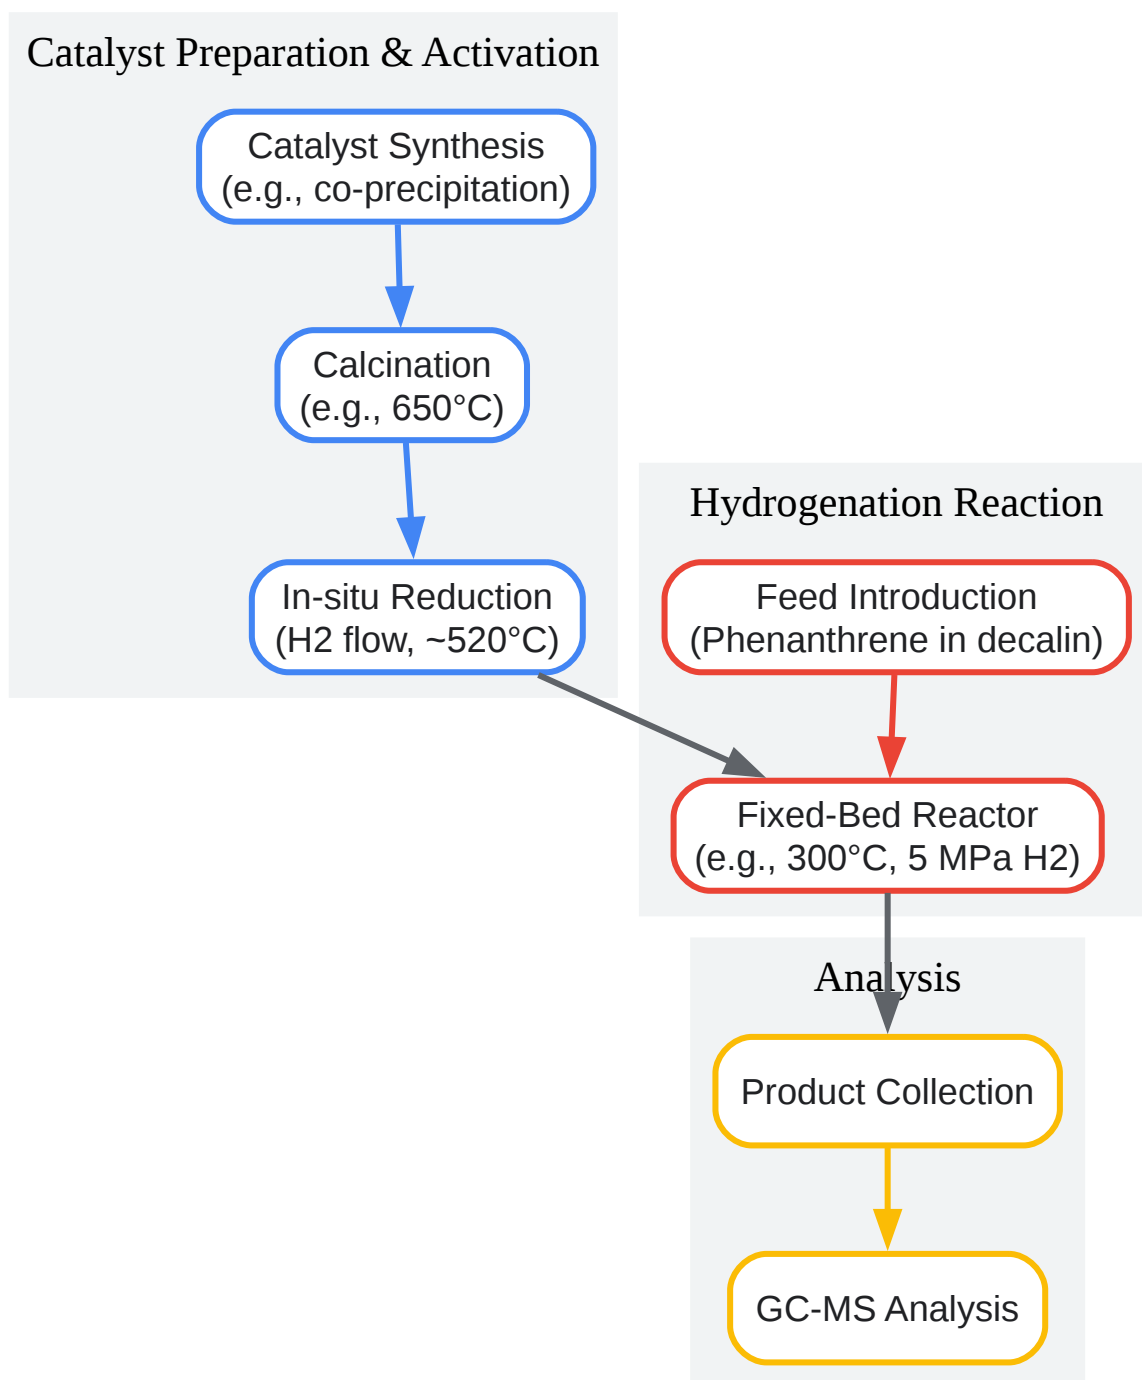 Catalyst Preparation & Activation
Catalyst Synthesis
(e.g., co-precipitation)
Calcination
(e.g., 650°C)
In-situ Reduction
(H2 flow, ~520°C)
Hydrogenation Reaction
Feed Introduction
(Phenanthrene in decalin)
Fixed-Bed Reactor
(e.g., 300°C, 5 MPa H2)
Analysis
Product Collection
GC-MS Analysis